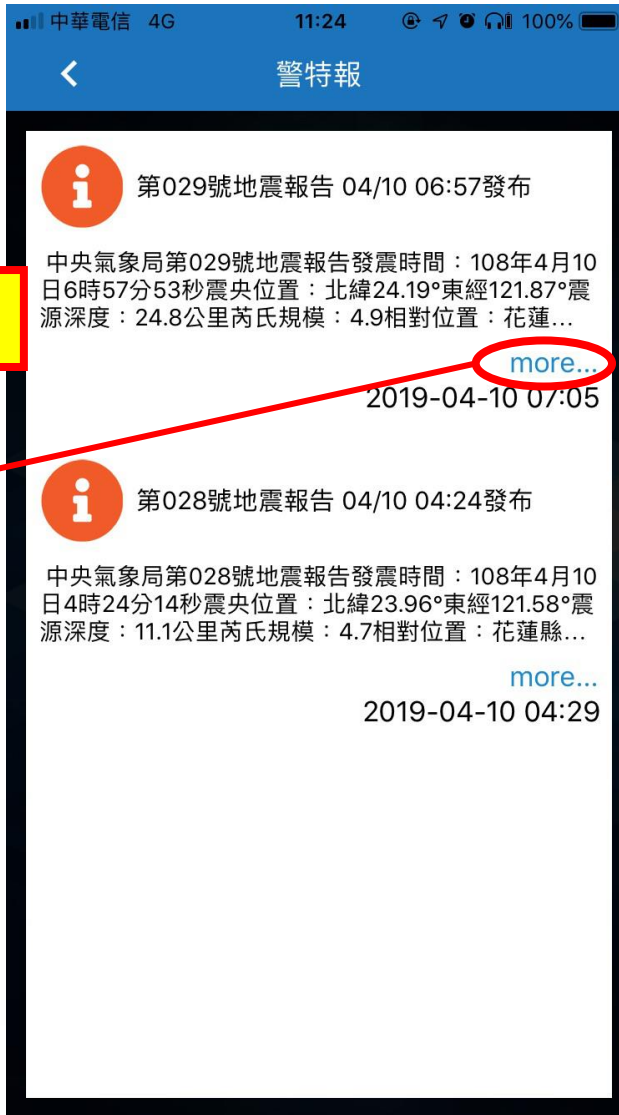 中華電信 4G 11:24 100%
警特報
第029號地震報告 04/10 06:57發布
中央氣象局第029號地震報告發震時間：108年4月10
日6時57分53秒震央位置：北緯24.19°東經121.87°震
源深度：24.8公里芮氏規模：4.9相對位置：花蓮...
more...
2019-04-10 07:05
第028號地震報告 04/10 04:24發布
中央氣象局第028號地震報告發震時間：108年4月10
日4時24分14秒震央位置：北緯23.96°東經121.58°震
源深度：11.1公里芮氏規模：4.7相對位置：花蓮縣...
more...
2019-04-10 04:29